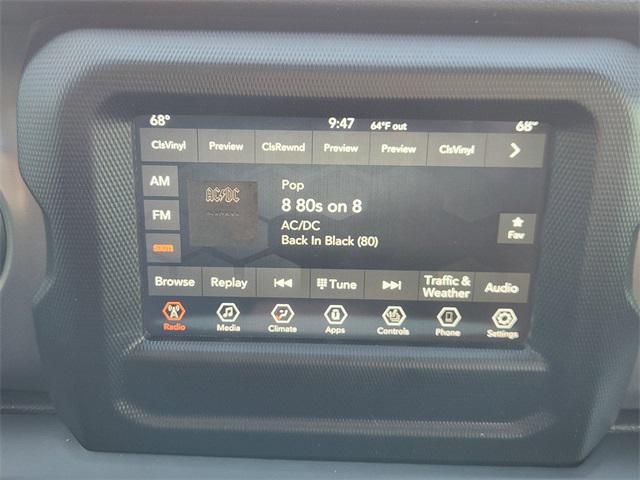 68° 9:47 64°F out 68°
ClsVinyl Preview ClsRewnd Preview Preview ClsVinyl
AM
FM
sxm
AC/DC
Pop
8 80s on 8
AC/DC
Back In Black (80)
Fav
Browse Replay Tune Traffic & Weather Audio
Radio Media Climate Apps Controls Phone Settings